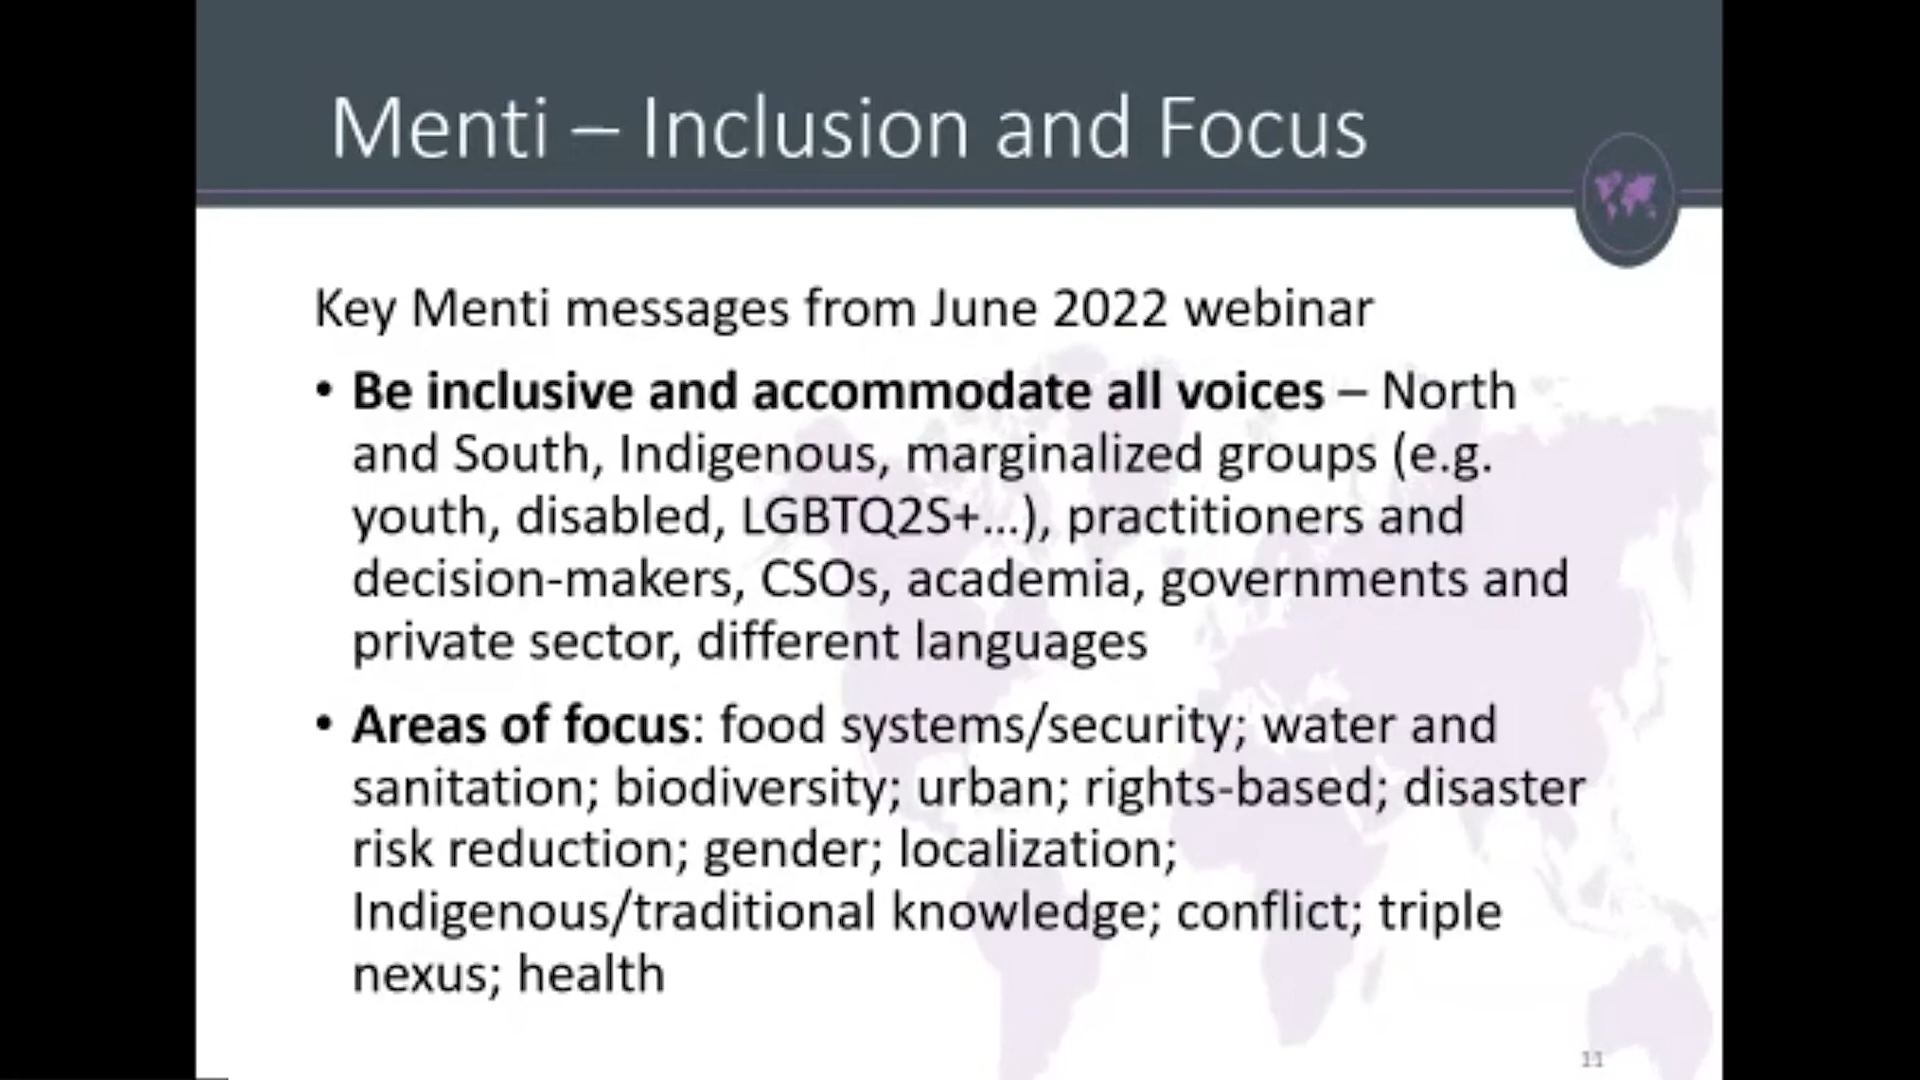 Menti – Inclusion and Focus
Key Menti messages from June 2022 webinar
• Be inclusive and accommodate all voices – North
and South, Indigenous, marginalized groups (e.g.
youth, disabled, LGBTQ2S+...), practitioners and
decision-makers, CSOs, academia, governments and
private sector, different languages
• Areas of focus: food systems/security; water and
sanitation; biodiversity; urban; rights-based; disaster
risk reduction; gender; localization;
Indigenous/traditional knowledge; conflict; triple
nexus; health
11